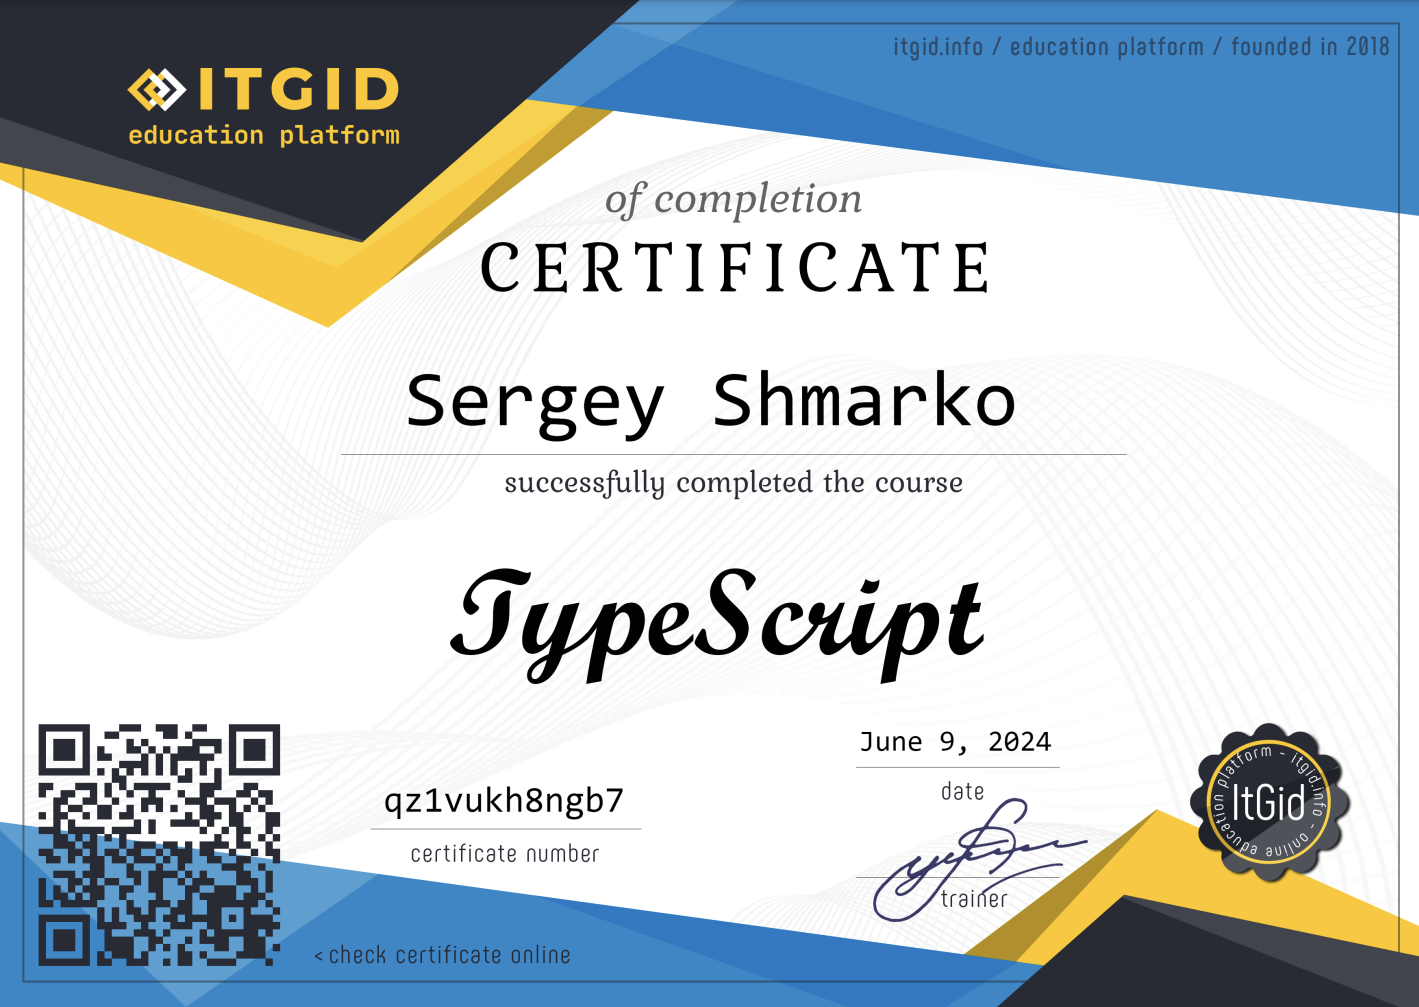 itgid.info / education platform / founded in 2018
ITGID
education platform
of completion
CERTIFICATE
Sergey Shmarko
successfully completed the course
TypeScript
June 9, 2024
date
qz1vukh8ngb7
certificate number
trainer
< check certificate online
ItGid
education platform - itgid.info - online